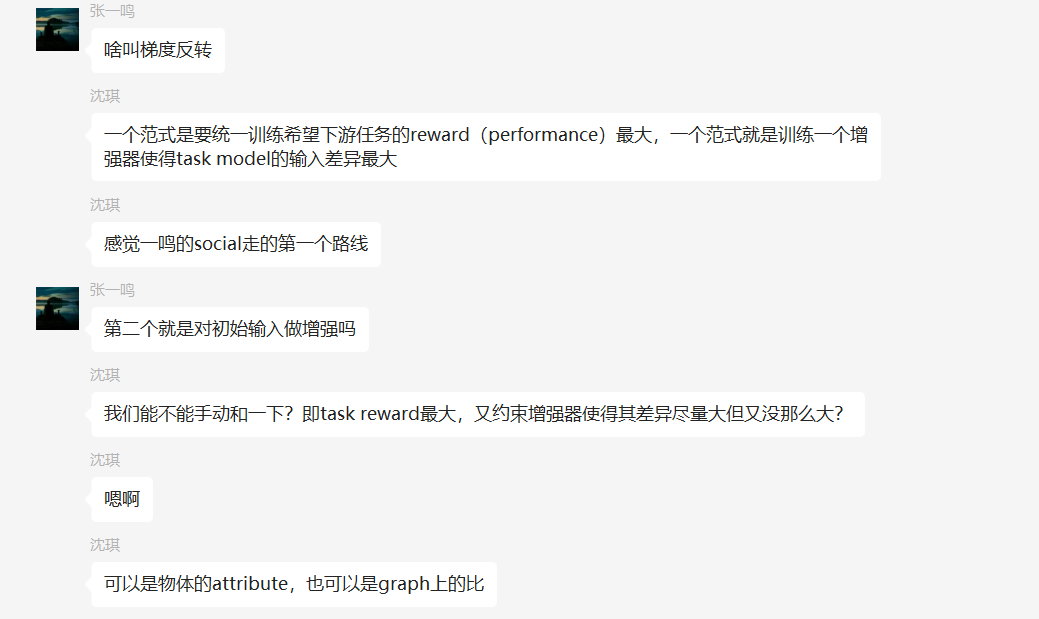 张一鸣
啥叫梯度反转
沈琪
一个范式是要统一训练希望下游任务的reward（performance）最大，一个范式就是训练一个增
强器使得task model的输入差异最大
沈琪
感觉一鸣的social走的第一个路线
张一鸣
第二个就是对初始输入做增强吗
沈琪
我们能不能手动和一下？即task reward最大，又约束增强器使得其差异尽量大但又没那么大？
沈琪
嗯啊
沈琪
可以是物体的attribute，也可以是graph上的比